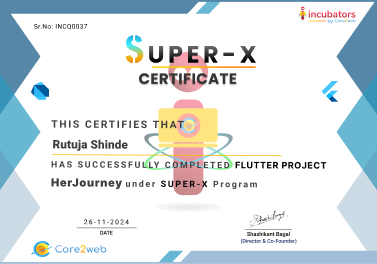 Sr.No: INCQ0037
incubators
by Core2web
SUPER-X
CERTIFICATE
THIS CERTIFIES THAT
Rutuja Shinde
HAS SUCCESSFULLY COMPLETED FLUTTER PROJECT
HerJourney under SUPER-X Program
26-11-2024
DATE
Shashikant Bagal
(Director & Co-Founder)
Core2web